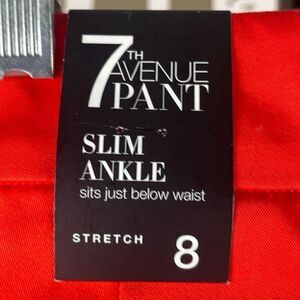 7TH
AVENUE
PANT
SLIM
ANKLE
sits just below waist
STRETCH 8